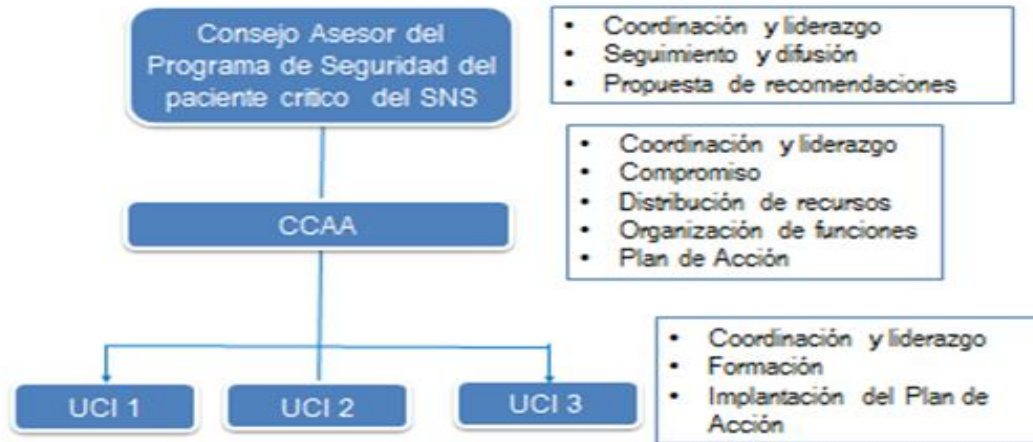 Consejo Asesor del
Programa de Seguridad del
paciente critico del SNS
• Coordinación y liderazgo
• Seguimiento y difusión
• Propuesta de recomendaciones
CCAA
• Coordinación y liderazgo
• Compromiso
• Distribución de recursos
• Organización de funciones
• Plan de Acción
UCI 1
UCI 2
UCI 3
• Coordinación y liderazgo
• Formación
• Implantación del Plan de
Acción